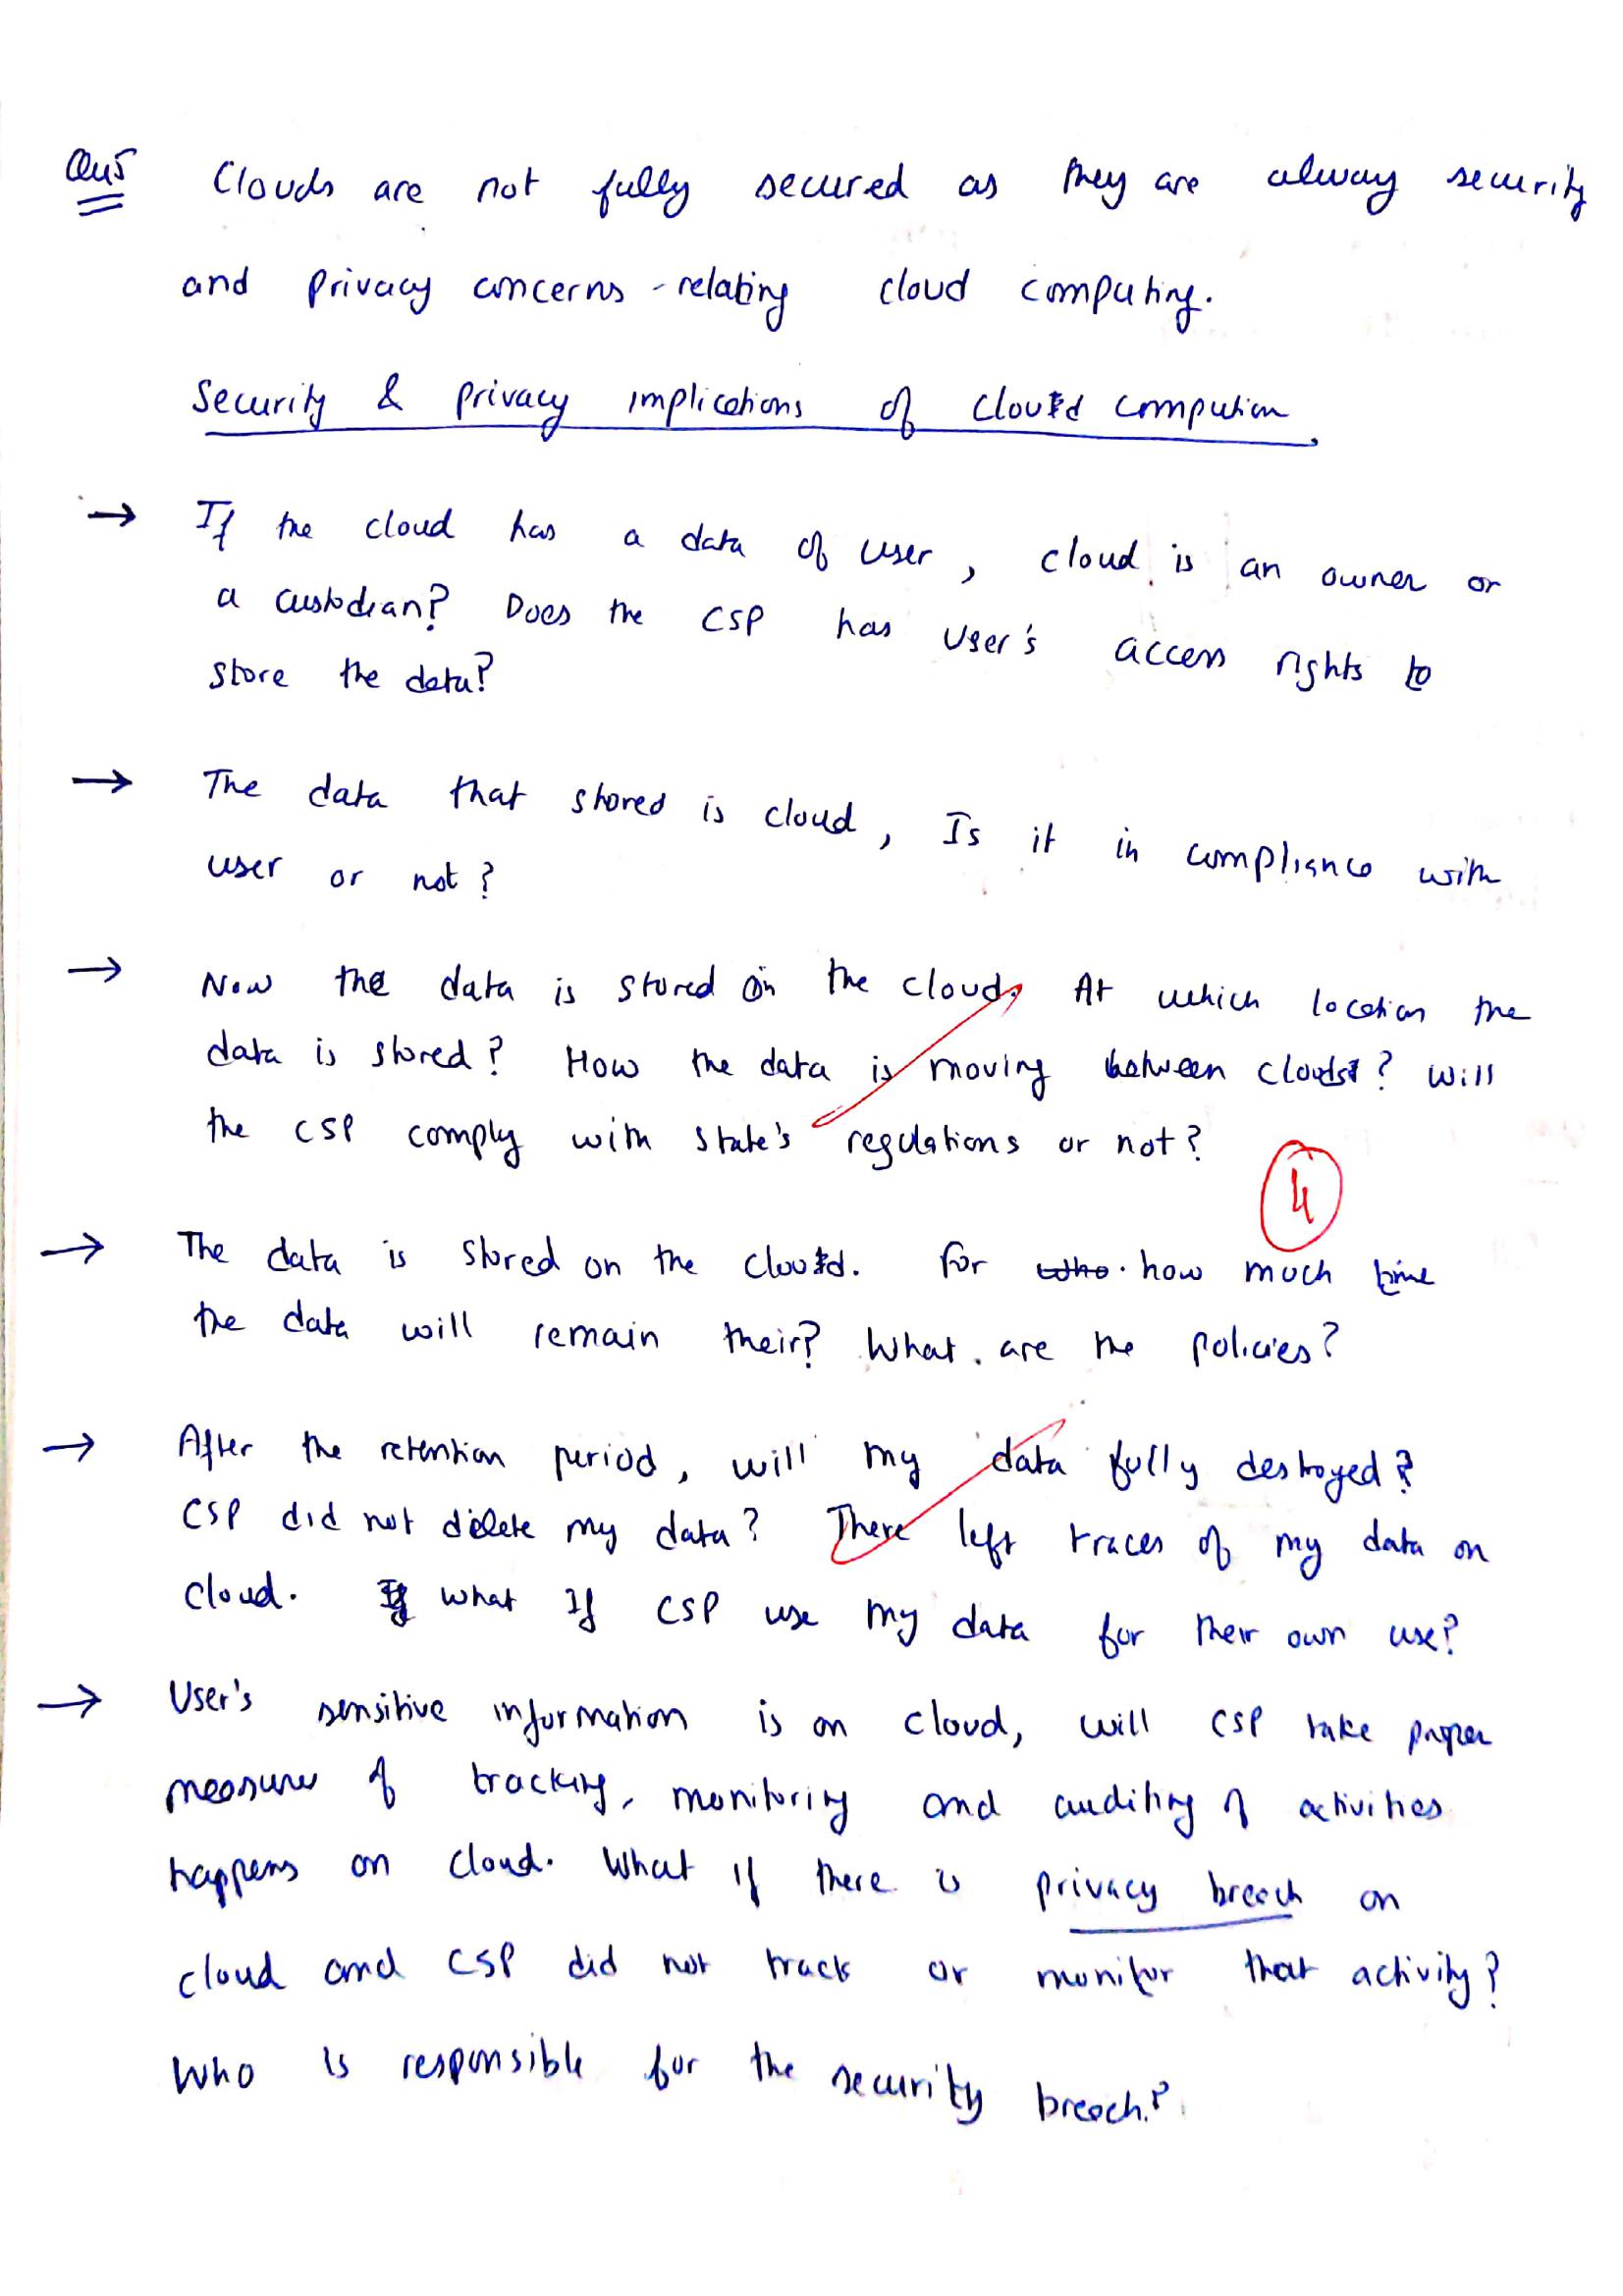 Qu5 Clouds are not fully secured as they are alway security
and privacy concerns - relating cloud computing.
Security & privacy implications of cloud compution
→ If the cloud has a data of user, cloud is an owner or
a custodian? Does the CSP has User's access rights to
store the data?
→ The data that stored is cloud, Is it in compliance with
user or not?
→ Now the data is stored on the cloud. At which location the
data is stored? How the data is moving between clouds? Will
the CSP comply with state's regulations or not?
4
→ The data is stored on the cloud. For who. how much time
the data will remain their? What are the policies?
→ After the retention period, will my data fully destroyed?
CSP did not delete my data? There left traces of my data on
cloud. If what If CSP use my data for their own use?
→ User's sensitive information is on cloud, will CSP take proper
measures of tracking, monitoring and auditing of activities
happens on cloud. What if there is privacy breach on
cloud and CSP did not track or monitor that activity?
Who is responsible for the security breach?